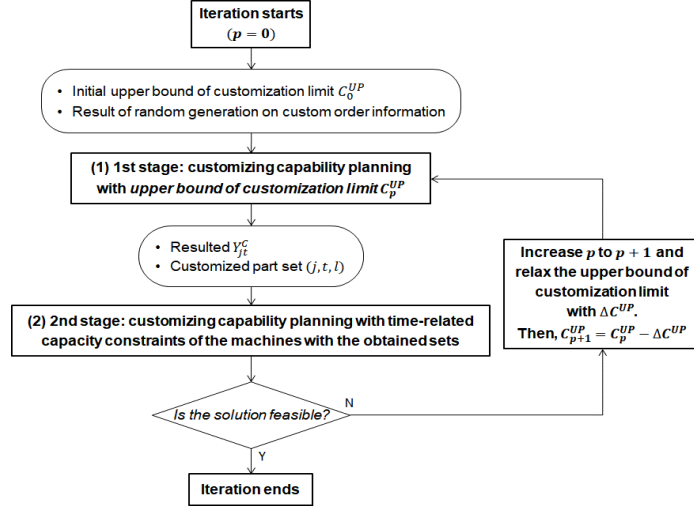 Iteration starts
(p = 0)
• Initial upper bound of customization limit C_0^{UP}
• Result of random generation on custom order information
(1) 1st stage: customizing capability planning
with upper bound of customization limit C_p^{UP}
• Resulted Y_{jt}^C
• Customized part set (j, t, l)
(2) 2nd stage: customizing capability planning with time-related
capacity constraints of the machines with the obtained sets
Is the solution feasible?
N
Y
Iteration ends
Increase p to p + 1 and
relax the upper bound of
customization limit
with ΔC^{UP}.
Then, C_{p+1}^{UP} = C_p^{UP} − ΔC^{UP}